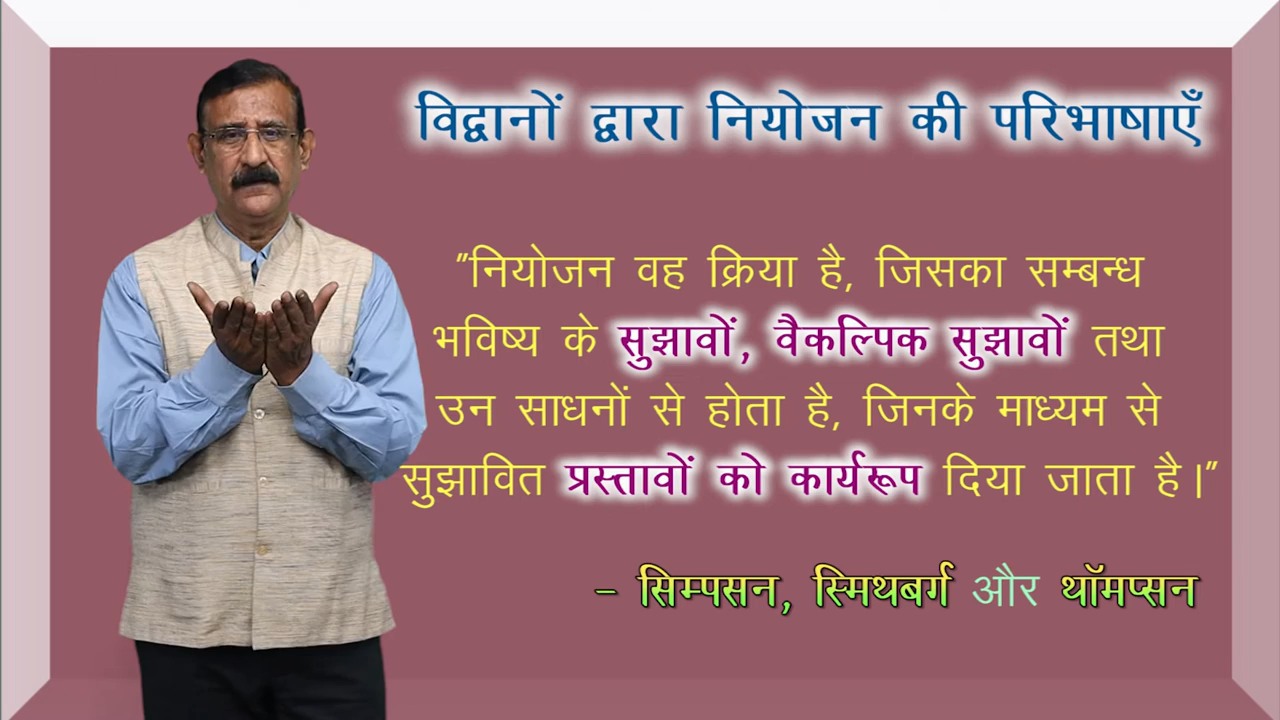 विद्वानों द्वारा नियोजन की परिभाषाएँ
"नियोजन वह क्रिया है, जिसका सम्बन्ध
भविष्य के सुझावों, वैकल्पिक सुझावों तथा
उन साधनों से होता है, जिनके माध्यम से
सुझावित प्रस्तावों को कार्यरूप दिया जाता है।"
– सिम्पसन, स्मिथबर्ग और थॉमप्सन